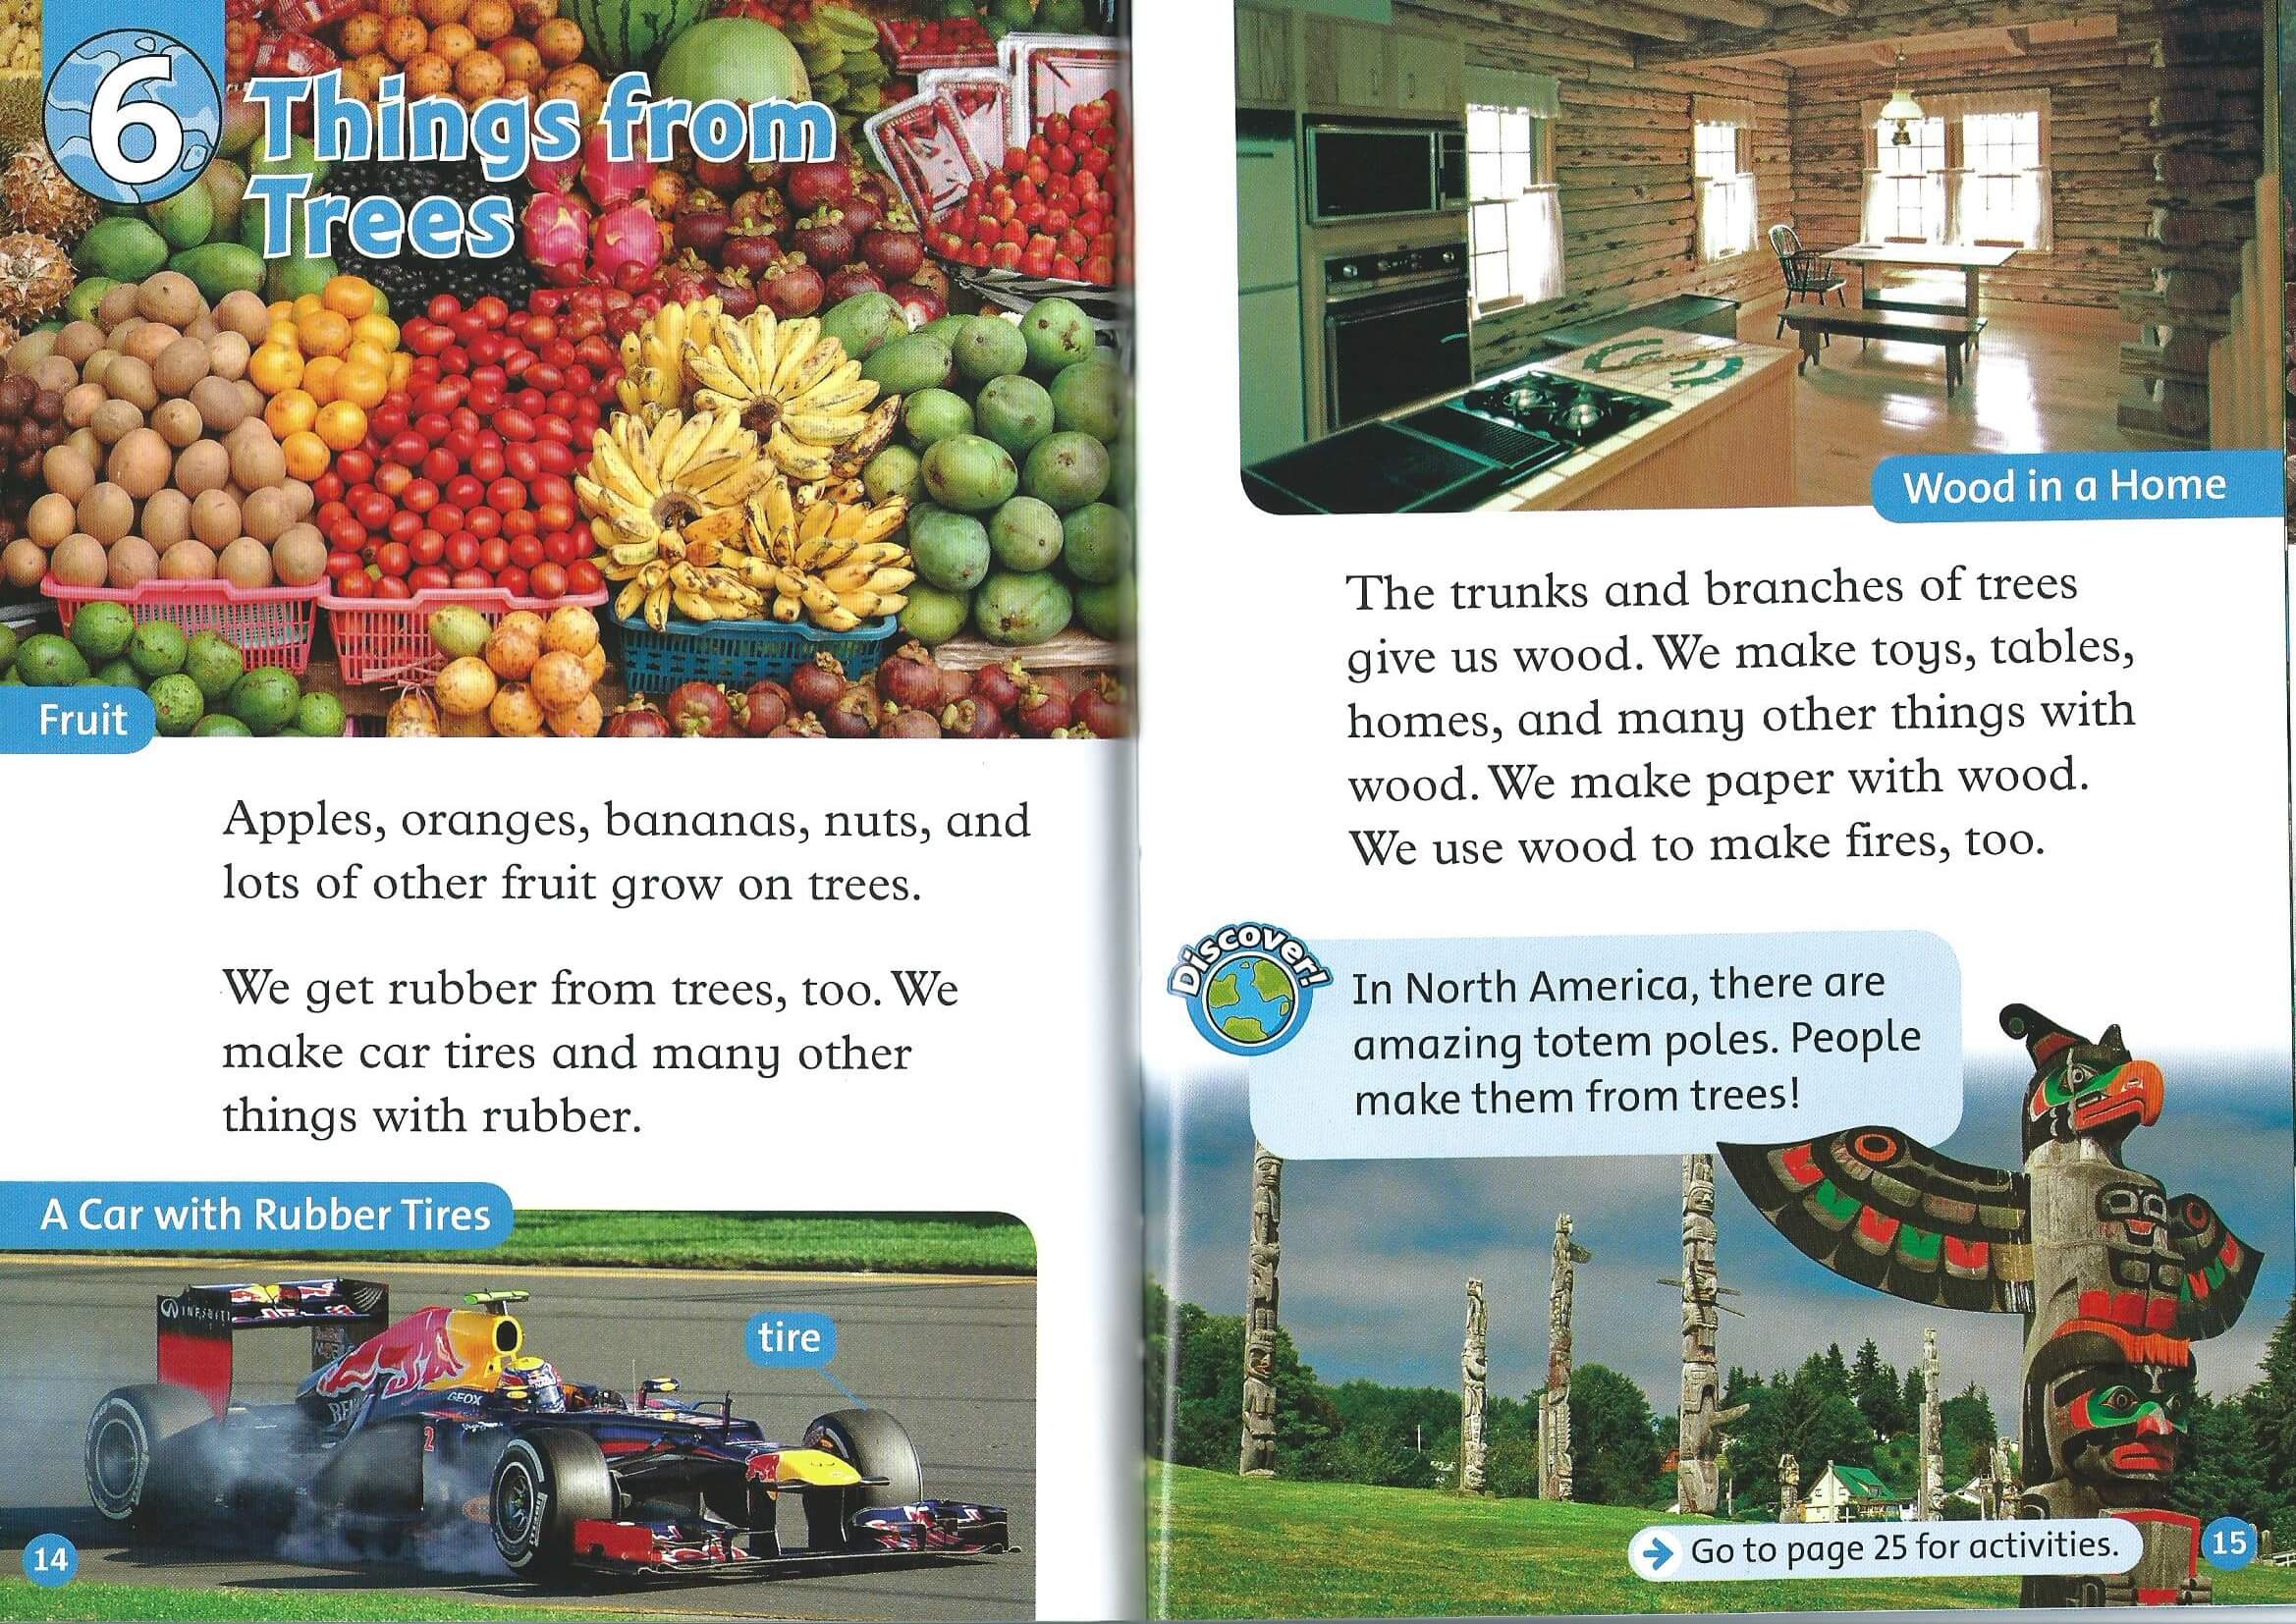 6
Things from
Trees
Fruit
Apples, oranges, bananas, nuts, and
lots of other fruit grow on trees.
We get rubber from trees, too. We
make car tires and many other
things with rubber.
A Car with Rubber Tires
tire
INFINITI
GEOX
2
14
Wood in a Home
The trunks and branches of trees
give us wood. We make toys, tables,
homes, and many other things with
wood. We make paper with wood.
We use wood to make fires, too.
Discover!
In North America, there are
amazing totem poles. People
make them from trees!
Go to page 25 for activities.
15